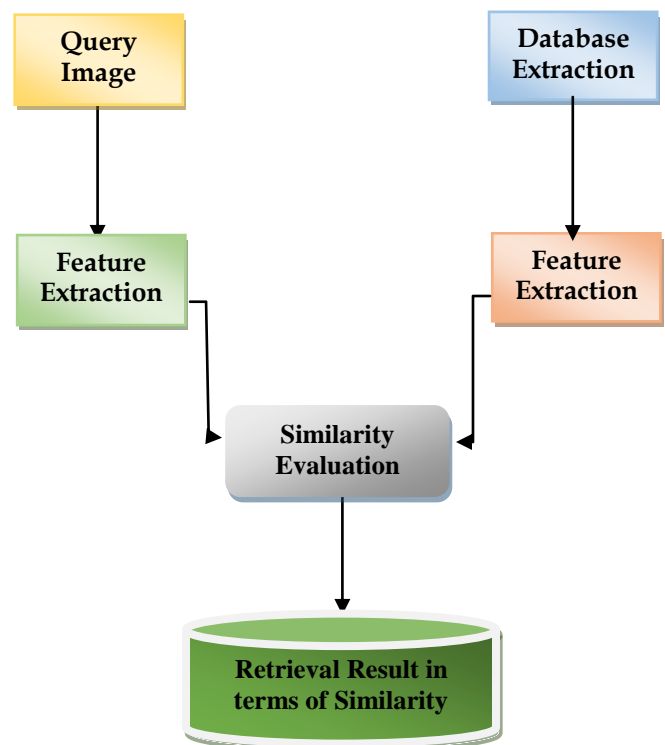 Query
Image
Database
Extraction
Feature
Extraction
Feature
Extraction
Similarity
Evaluation
Retrieval Result in
terms of Similarity